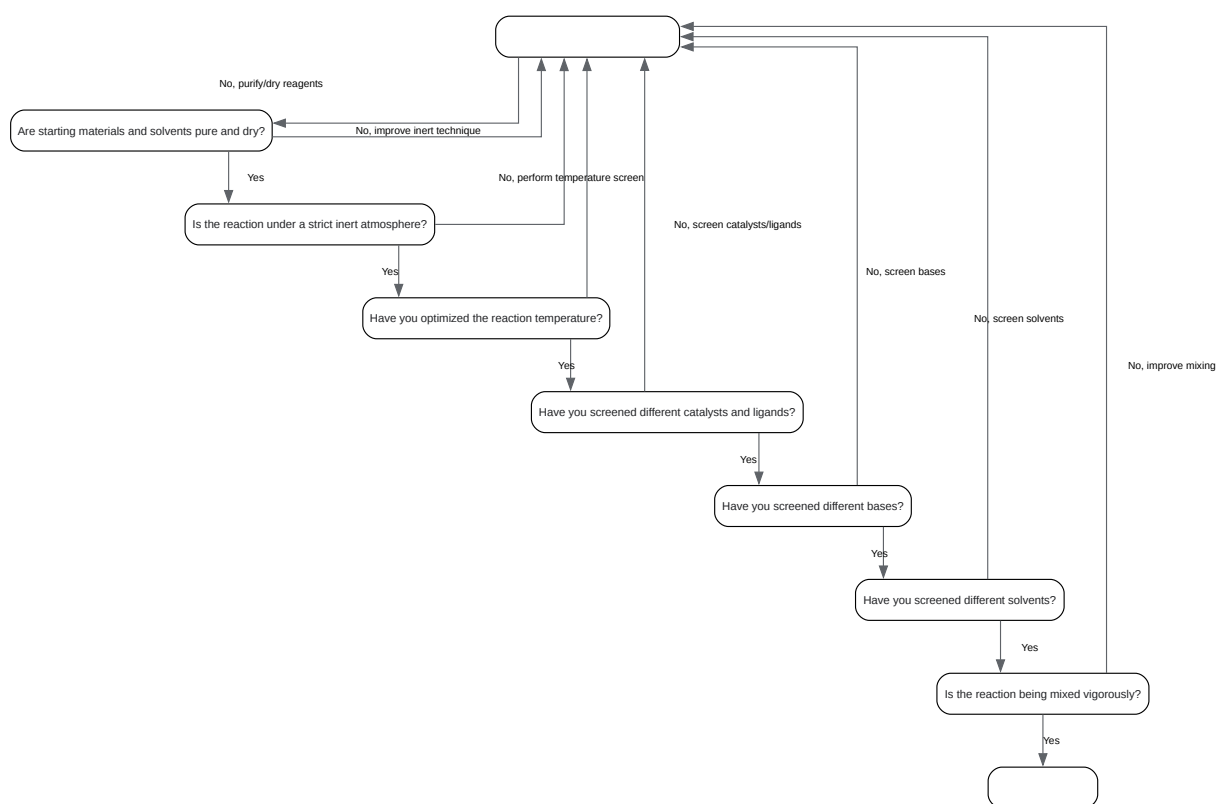 No, purify/dry reagents
Are starting materials and solvents pure and dry?
No, improve inert technique
Yes
No, perform temperature screen
Is the reaction under a strict inert atmosphere?
No, screen catalysts/ligands
Yes
No, screen bases
Have you optimized the reaction temperature?
No, screen solvents
Yes
No, improve mixing
Have you screened different catalysts and ligands?
Yes
Have you screened different bases?
Yes
Have you screened different solvents?
Yes
Is the reaction being mixed vigorously?
Yes